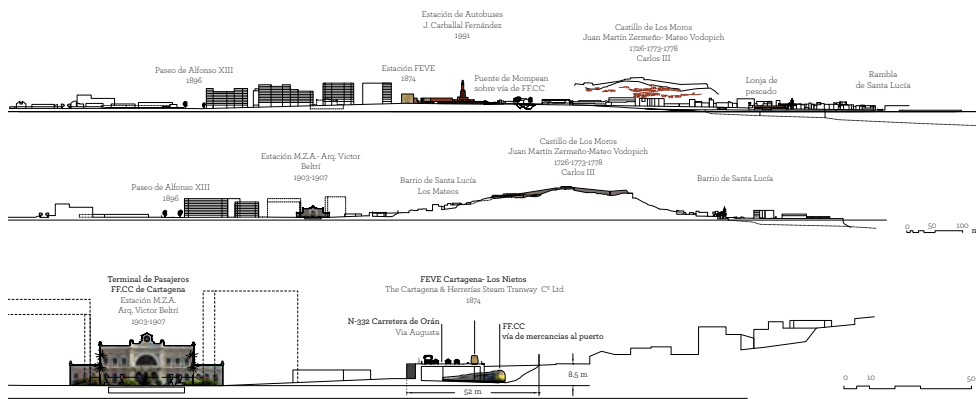 Estación de Autobuses
J. Carballal Fernández
1991
Castillo de Los Moros
Juan Martín Zermeño- Mateo Vodopich
1726-1773-1778
Carlos III
Paseo de Alfonso XIII
1896
Estación FEVE
1874
Puente de Mompean
sobre vía de FF.CC
Lonja de
pescado
Rambla
de Santa Lucía
Estación M.Z.A.- Arq. Victor
Beltrí
1903-1907
Castillo de Los Moros
Juan Martín Zermeño-Mateo Vodopich
1726-1773-1778
Carlos III
Paseo de Alfonso XIII
1896
Barrio de Santa Lucía
Los Mateos
Barrio de Santa Lucía
0 50 100 m
Terminal de Pasajeros
FF.CC de Cartagena
Estación M.Z.A.
Arq. Victor Beltrí
1903-1907
FEVE Cartagena- Los Nietos
The Cartagena & Herrerías Steam Tranway Cº Ltd
1874
N-332 Carretera de Orán
Via Augusta
FF.CC
vía de mercancias al puerto
8.5 m
52 m
0 10 50